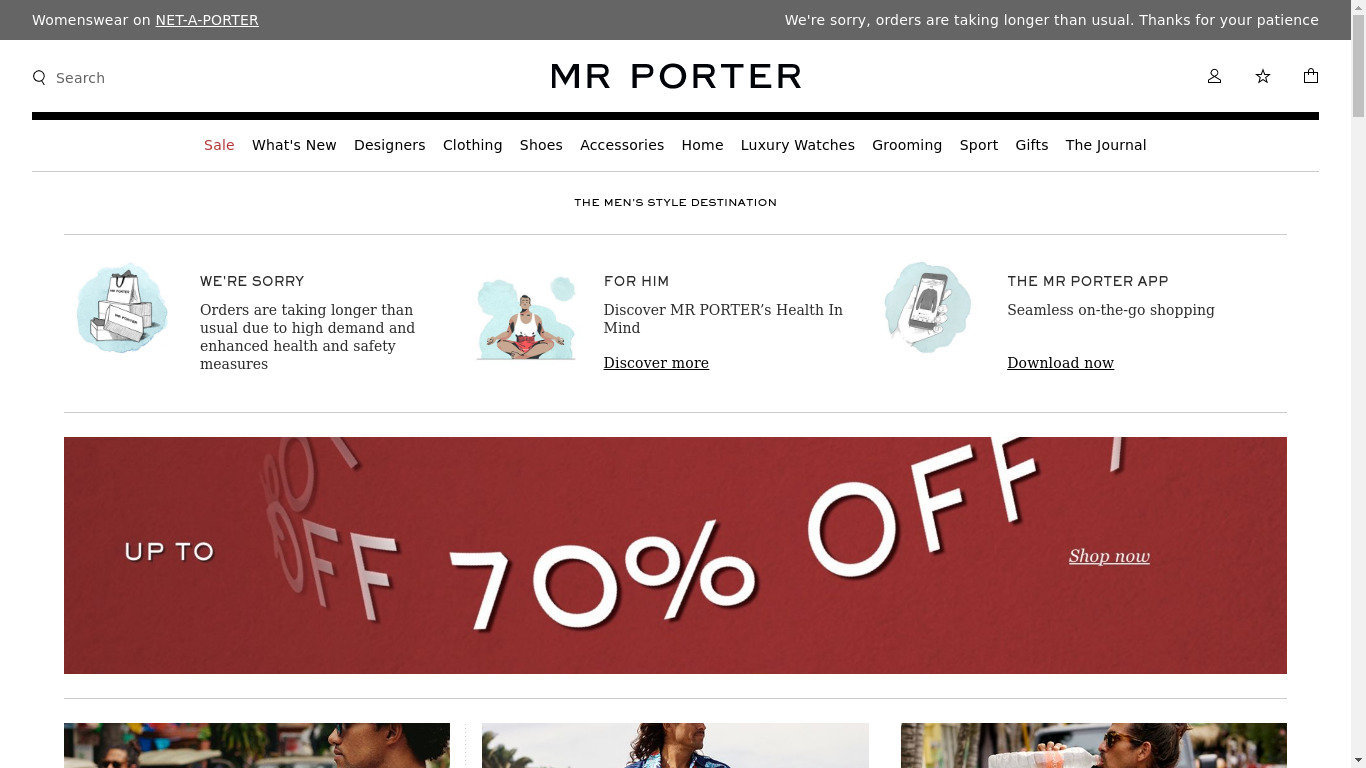 Womenswear on NET-A-PORTER
We're sorry, orders are taking longer than usual. Thanks for your patience
Search
MR PORTER
Sale What's New Designers Clothing Shoes Accessories Home Luxury Watches Grooming Sport Gifts The Journal
THE MEN'S STYLE DESTINATION
MR PORTER
MR PORTER
WE'RE SORRY
Orders are taking longer than
usual due to high demand and
enhanced health and safety
measures
FOR HIM
Discover MR PORTER’s Health In
Mind
Discover more
THE MR PORTER APP
Seamless on-the-go shopping
Download now
UP TO
OFF
70%
OFF
Shop now